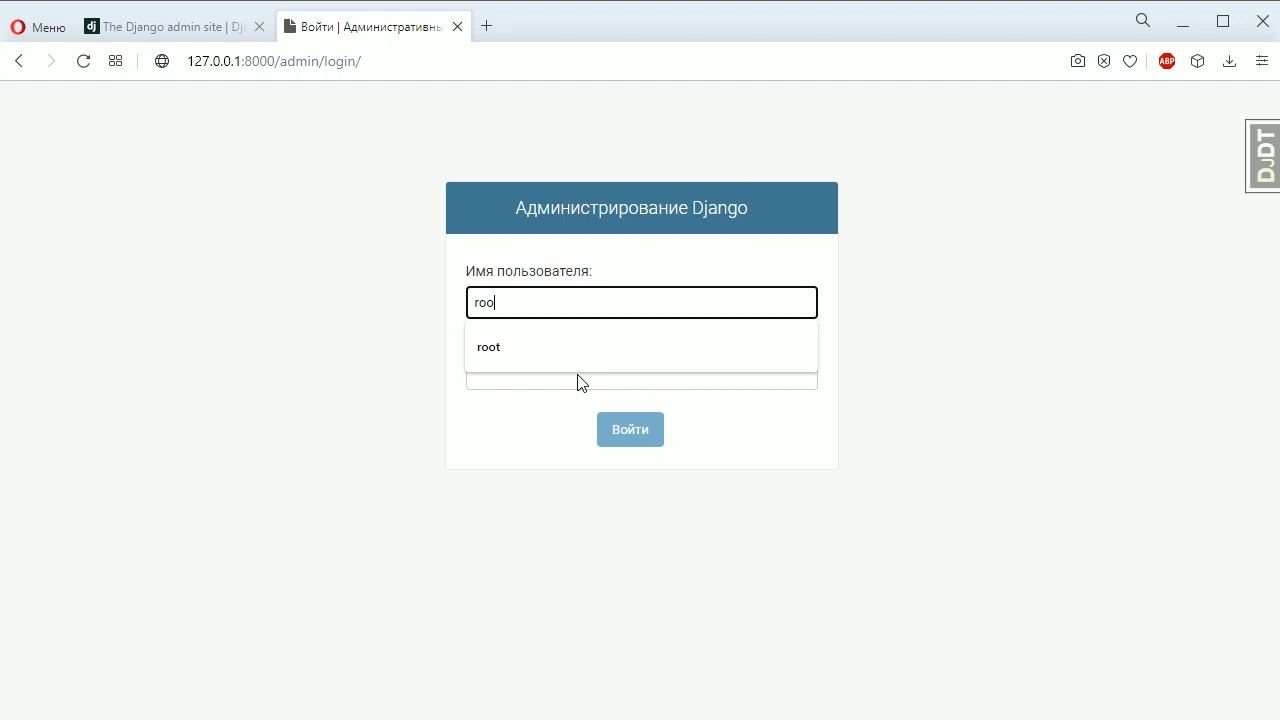 Меню
The Django admin site | Dj
Войти | Административны
127.0.0.1:8000/admin/login/
ABP
DjDT
Администрирование Django
Имя пользователя:
roo
root
Войти